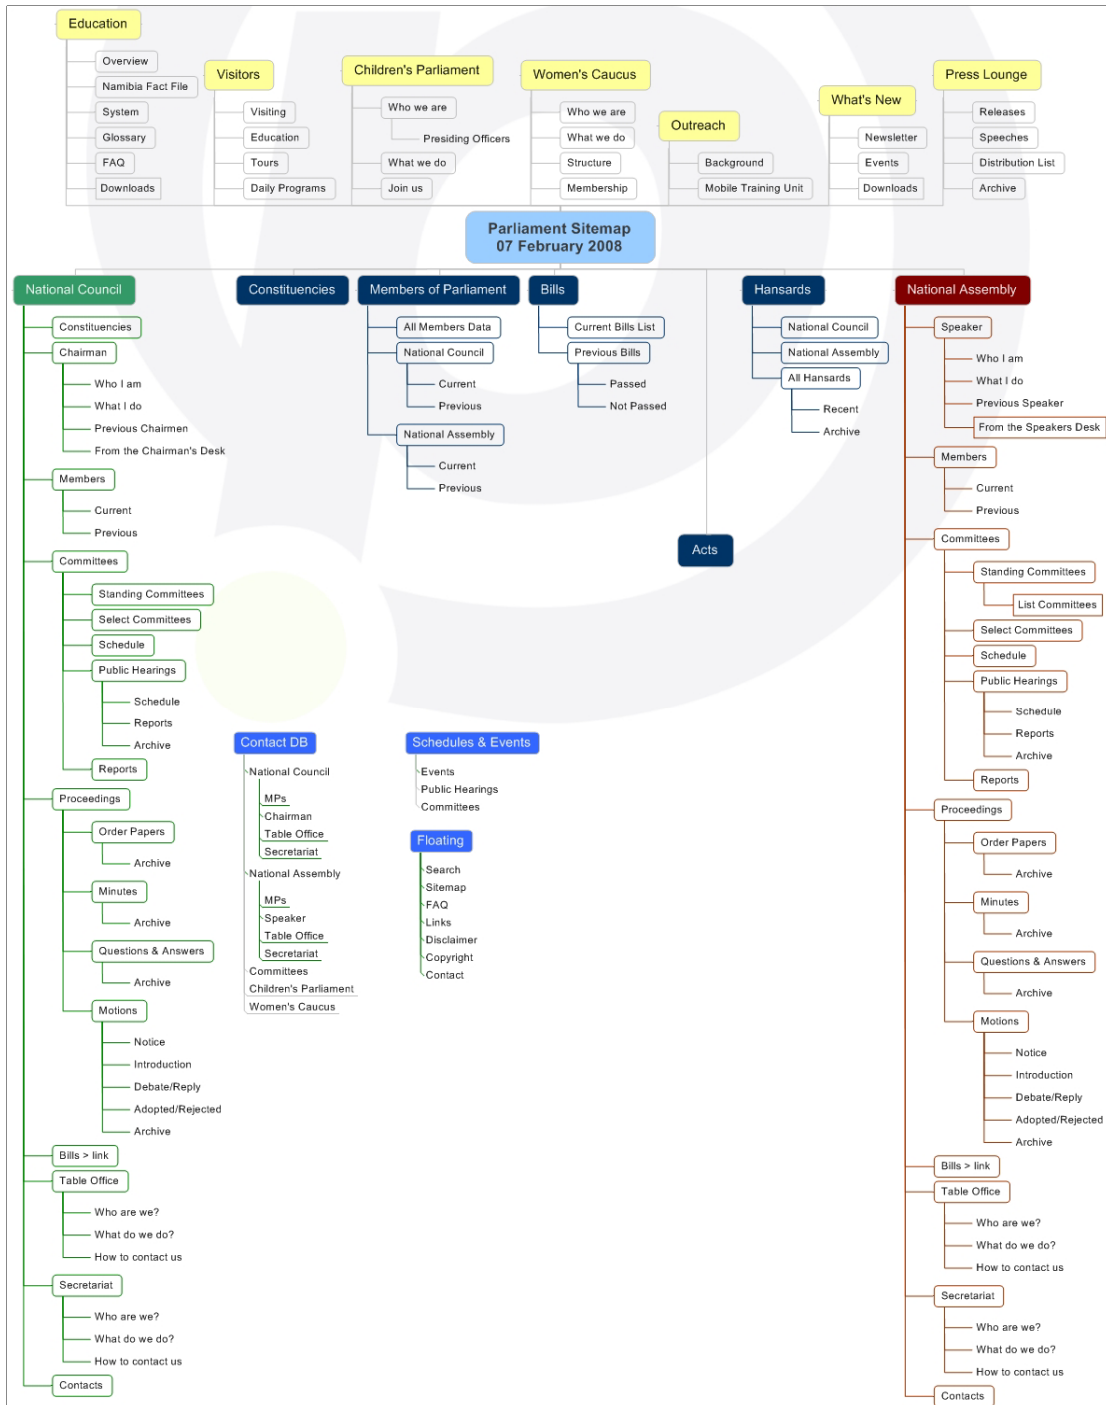 Education
Overview
Namibia Fact File
System
Glossary
FAQ
Downloads
Visitors
Visiting
Education
Tours
Daily Programs
Children's Parliament
Who we are
Presiding Officers
What we do
Join us
Women's Caucus
Who we are
What we do
Structure
Membership
Outreach
Background
Mobile Training Unit
What's New
Newsletter
Events
Downloads
Press Lounge
Releases
Speeches
Distribution List
Archive
Parliament Sitemap
07 February 2008
National Council
Constituencies
Chairman
Who I am
What I do
Previous Chairmen
From the Chairman's Desk
Members
Current
Previous
Committees
Standing Committees
Select Committees
Schedule
Public Hearings
Schedule
Reports
Archive
Reports
Proceedings
Order Papers
Archive
Minutes
Archive
Questions & Answers
Archive
Motions
Notice
Introduction
Debate/Reply
Adopted/Rejected
Archive
Bills > link
Table Office
Who are we?
What do we do?
How to contact us
Secretariat
Who are we?
What do we do?
How to contact us
Contacts
Constituencies
Members of Parliament
All Members Data
National Council
Current
Previous
National Assembly
Current
Previous
Bills
Current Bills List
Previous Bills
Passed
Not Passed
Acts
Hansards
National Council
National Assembly
All Hansards
Recent
Archive
Contact DB
National Council
MPs
Chairman
Table Office
Secretariat
National Assembly
MPs
Speaker
Table Office
Secretariat
Committees
Children's Parliament
Women's Caucus
Schedules & Events
Events
Public Hearings
Committees
Floating
Search
Sitemap
FAQ
Links
Disclaimer
Copyright
Contact
National Assembly
Speaker
Who I am
What I do
Previous Speaker
From the Speakers Desk
Members
Current
Previous
Committees
Standing Committees
List Committees
Select Committees
Schedule
Public Hearings
Schedule
Reports
Archive
Reports
Proceedings
Order Papers
Archive
Minutes
Archive
Questions & Answers
Archive
Motions
Notice
Introduction
Debate/Reply
Adopted/Rejected
Archive
Bills > link
Table Office
Who are we?
What do we do?
How to contact us
Secretariat
Who are we?
What do we do?
How to contact us
Contacts